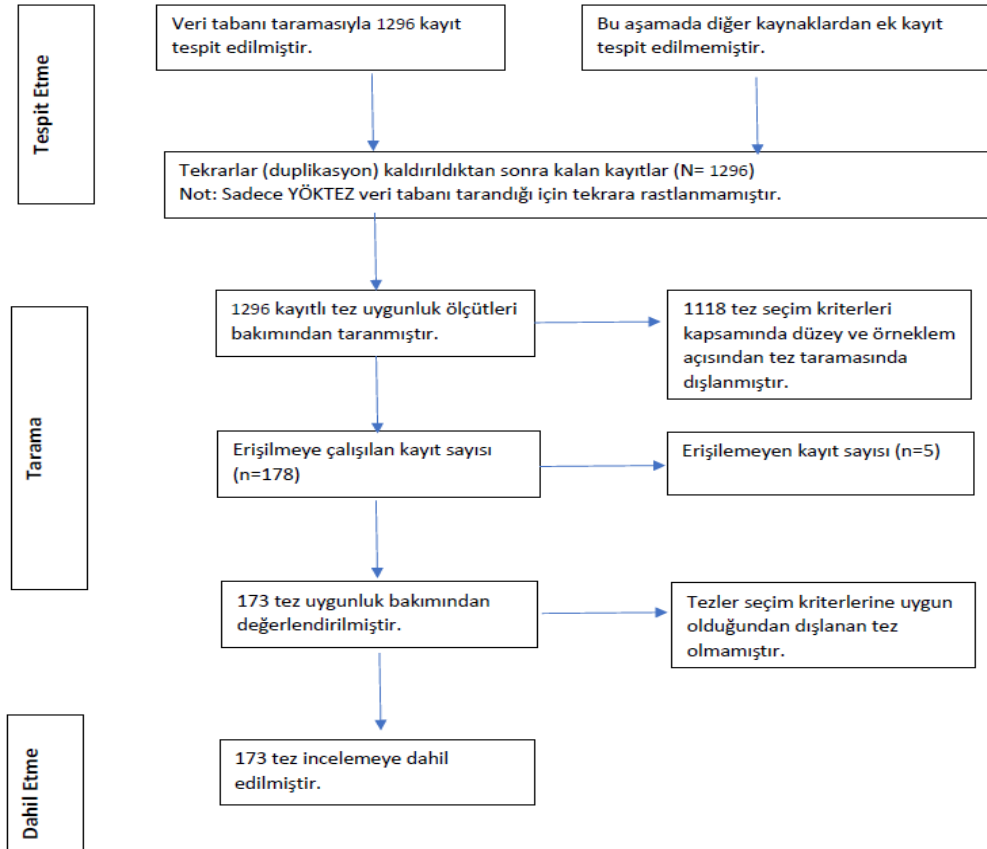 Tespit Etme
Veri tabanı taramasıyla 1296 kayıt
tespit edilmiştir.
Bu aşamada diğer kaynaklardan ek kayıt
tespit edilmemiştir.
Tekrarlar (duplikasyon) kaldırıldıktan sonra kalan kayıtlar (N= 1296)
Not: Sadece YÖKTEZ veri tabanı tarandığı için tekrara rastlanmamıştır.
Tarama
1296 kayıtlı tez uygunluk ölçütleri
bakımından taranmıştır.
1118 tez seçim kriterleri
kapsamında düzey ve örneklem
açısından tez taramasında
dışlanmıştır.
Erişilmeye çalışılan kayıt sayısı
(n=178)
Erişilemeyen kayıt sayısı (n=5)
173 tez uygunluk bakımından
değerlendirilmiştir.
Tezler seçim kriterlerine uygun
olduğundan dışlanan tez
olmamıştır.
Dahil Etme
173 tez incelemeye dahil
edilmiştir.